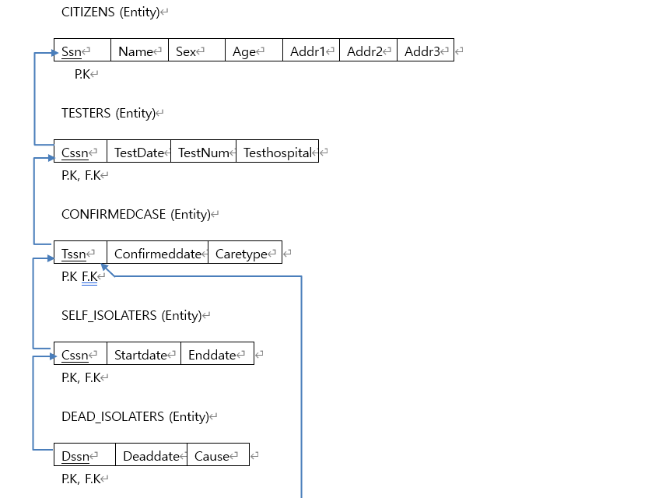 CITIZENS (Entity)↵
Ssn↵ Name↵ Sex↵ Age↵ Addr1↵ Addr2↵ Addr3↵ ↵
P.K↵
TESTERS (Entity)↵
Cssn↵ TestDate↵ TestNum↵ Testhospital↵ ↵
P.K, F.K↵
CONFIRMEDCASE (Entity)↵
Tssn↵ Confirmeddate↵ Caretype↵ ↵
P.K F.K↵
SELF_ISOLATERS (Entity)↵
Cssn↵ Startdate↵ Enddate↵ ↵
P.K, F.K↵
DEAD_ISOLATERS (Entity)↵
Dssn↵ Deaddate↵ Cause↵ ↵
P.K, F.K↵